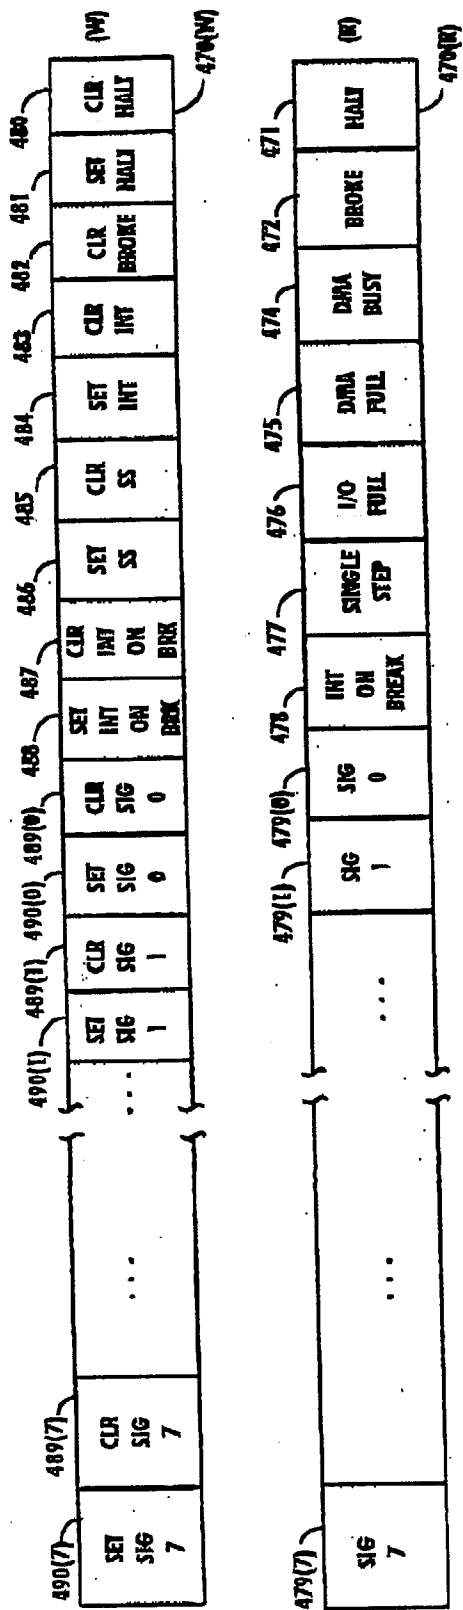 490(7) 489(7) 490(1) 489(1) 490(0) 489(0) 488 487 486 485 484 483 482 481 480 (W)
SET
SIG
7
CLR
SIG
7
...
...
SET
SIG
1
CLR
SIG
1
SET
SIG
0
CLR
SIG
0
SET
INT
ON
BRK
CLR
INT
ON
BRK
SET
SS
CLR
SS
SET
INT
CLR
INT
CLR
BROKE
SET
HALT
CLR
HALT
470(W)
479(7) 479(1) 479(0) 478 477 476 475 474 472 471 (R)
SIG
7
...
...
SIG
1
SIG
0
INT
ON
BREAK
SINGLE
STEP
I/O
FULL
DMA
FULL
DMA
BUSY
BROKE
HALT
470(R)